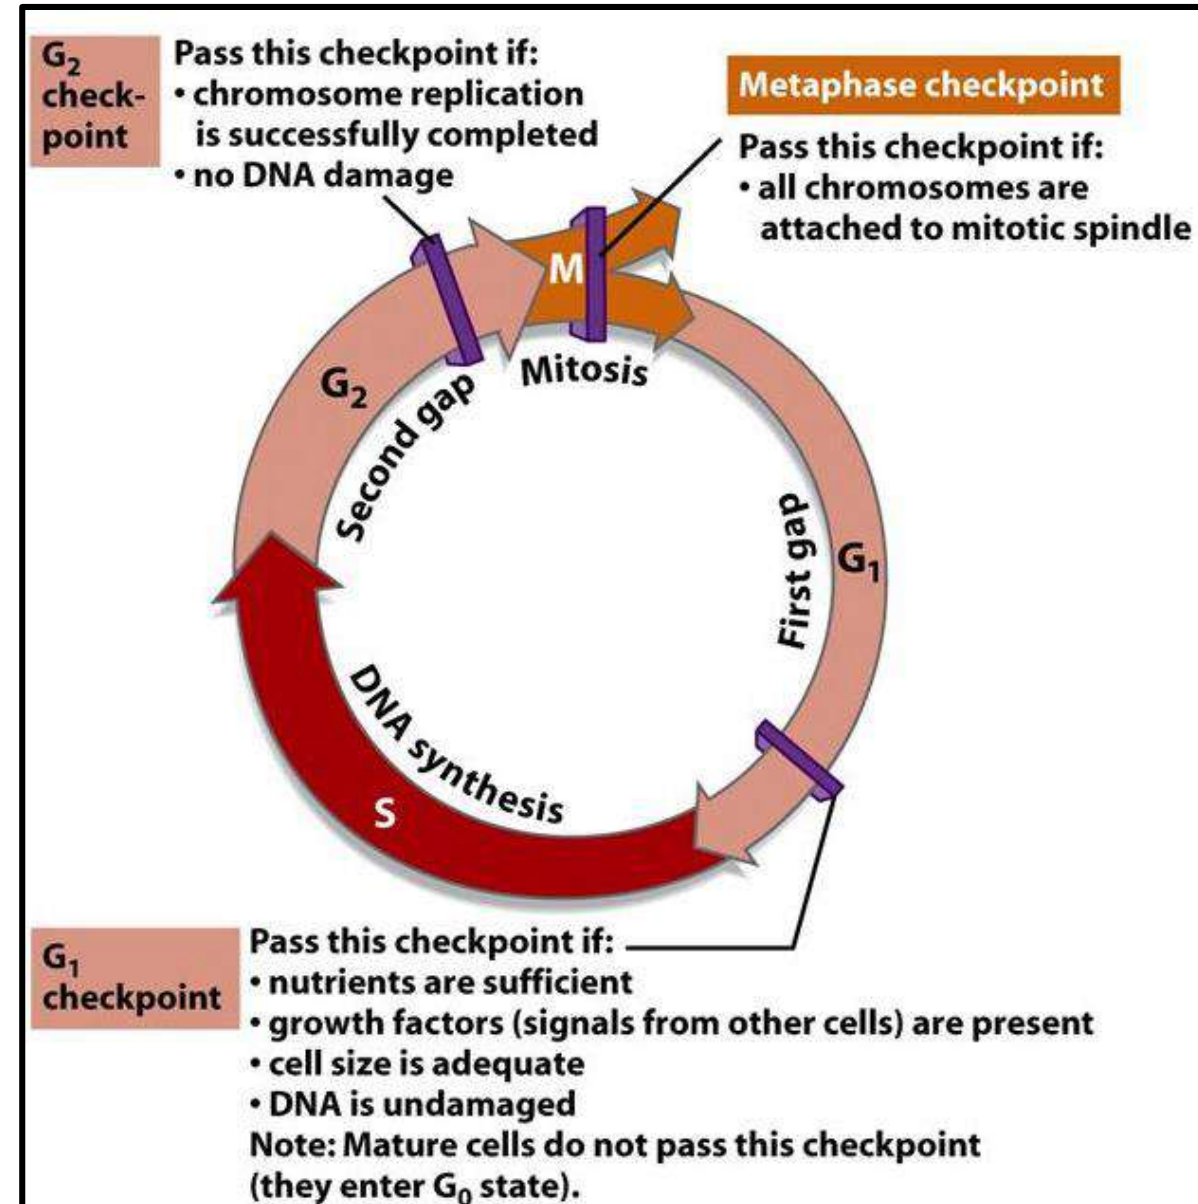 G₂
check-
point
Pass this checkpoint if:
• chromosome replication
is successfully completed
• no DNA damage
Metaphase checkpoint
Pass this checkpoint if:
• all chromosomes are
attached to mitotic spindle
M
Mitosis
G₂
Second gap
First gap
G₁
DNA synthesis
S
G₁
checkpoint
Pass this checkpoint if:
• nutrients are sufficient
• growth factors (signals from other cells) are present
• cell size is adequate
• DNA is undamaged
Note: Mature cells do not pass this checkpoint
(they enter G₀ state).